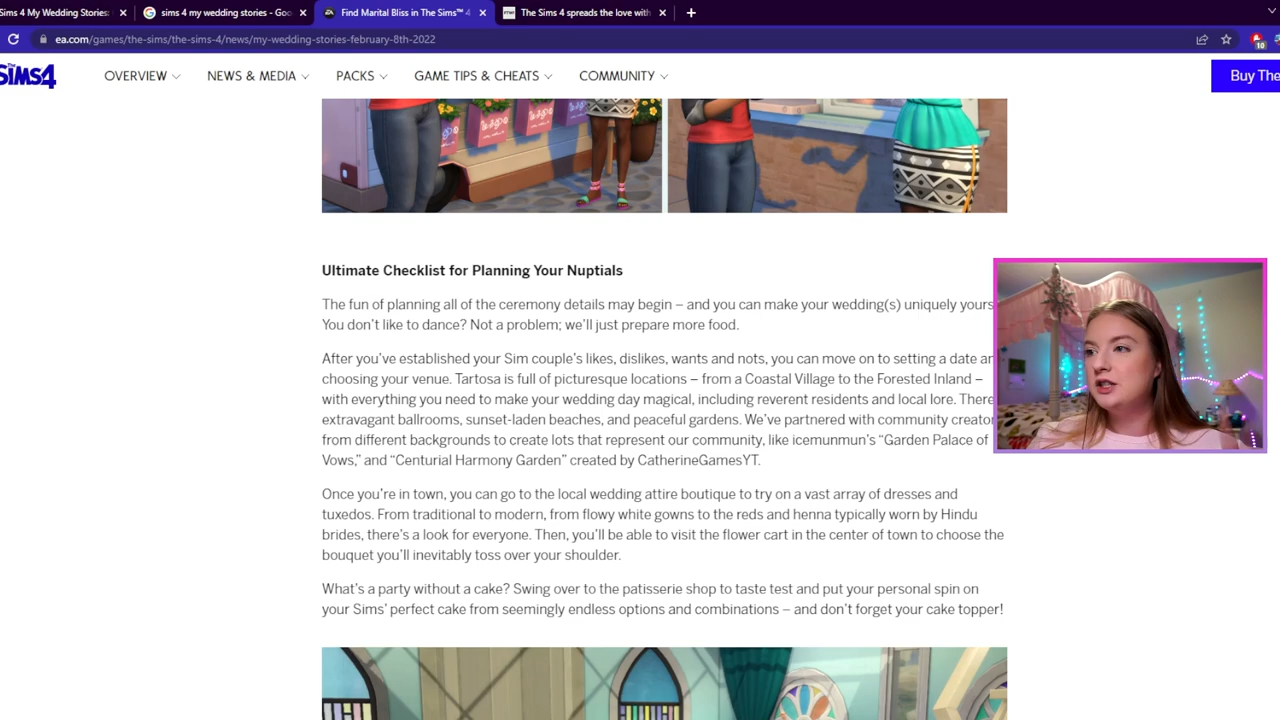 Sims 4 My Wedding Stories:
sims 4 my wedding stories - Goo
Find Marital Bliss in The Sims™ 4
The Sims 4 spreads the love with
ea.com/games/the-sims/the-sims-4/news/my-wedding-stories-february-8th-2022
10
The SIMS4
OVERVIEW
NEWS & MEDIA
PACKS
GAME TIPS & CHEATS
COMMUNITY
Buy The
Ultimate Checklist for Planning Your Nuptials
The fun of planning all of the ceremony details may begin – and you can make your wedding(s) uniquely yours
You don't like to dance? Not a problem; we'll just prepare more food.
After you've established your Sim couple's likes, dislikes, wants and nots, you can move on to setting a date an
choosing your venue. Tartosa is full of picturesque locations – from a Coastal Village to the Forested Inland –
with everything you need to make your wedding day magical, including reverent residents and local lore. There
extravagant ballrooms, sunset-laden beaches, and peaceful gardens. We've partnered with community creator
from different backgrounds to create lots that represent our community, like icemunmun's “Garden Palace of
Vows,” and “Centurial Harmony Garden” created by CatherineGamesYT.
Once you're in town, you can go to the local wedding attire boutique to try on a vast array of dresses and
tuxedos. From traditional to modern, from flowy white gowns to the reds and henna typically worn by Hindu
brides, there's a look for everyone. Then, you'll be able to visit the flower cart in the center of town to choose the
bouquet you'll inevitably toss over your shoulder.
What's a party without a cake? Swing over to the patisserie shop to taste test and put your personal spin on
your Sims' perfect cake from seemingly endless options and combinations – and don't forget your cake topper!